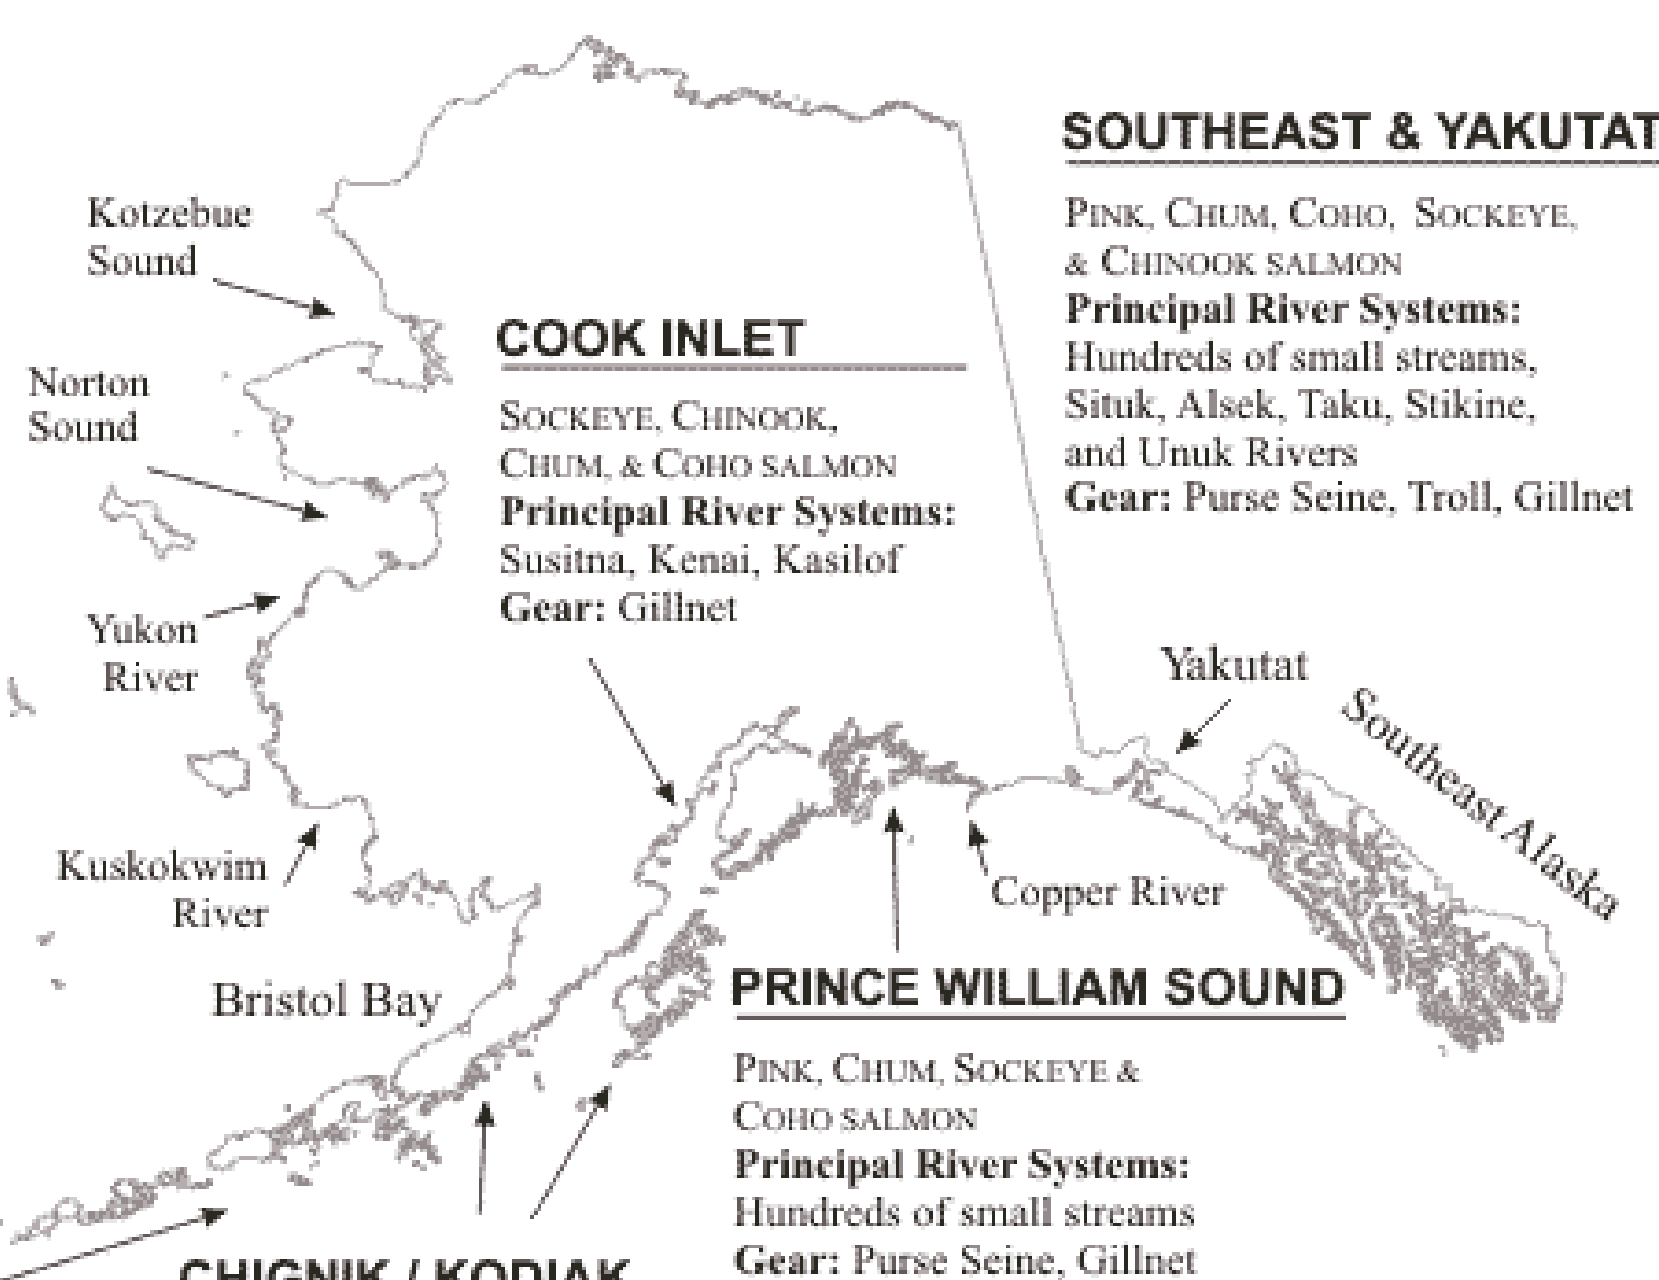 SOUTHEAST & YAKUTAT
PINK, CHUM, COHO, SOCKEYE,
& CHINOOK SALMON
Principal River Systems:
Hundreds of small streams,
Situk, Alsek, Taku, Stikine,
and Unuk Rivers
Gear: Purse Seine, Troll, Gillnet
Kotzebue
Sound
COOK INLET
SOCKEYE, CHINOOK,
CHUM, & COHO SALMON
Principal River Systems:
Susitna, Kenai, Kasilof
Gear: Gillnet
Norton
Sound
Yukon
River
Yakutat
Southeast Alaska
Kuskokwim
River
Copper River
Bristol Bay
PRINCE WILLIAM SOUND
PINK, CHUM, SOCKEYE &
COHO SALMON
Principal River Systems:
Hundreds of small streams
Gear: Purse Seine, Gillnet
CHIGNIK / KODIAK